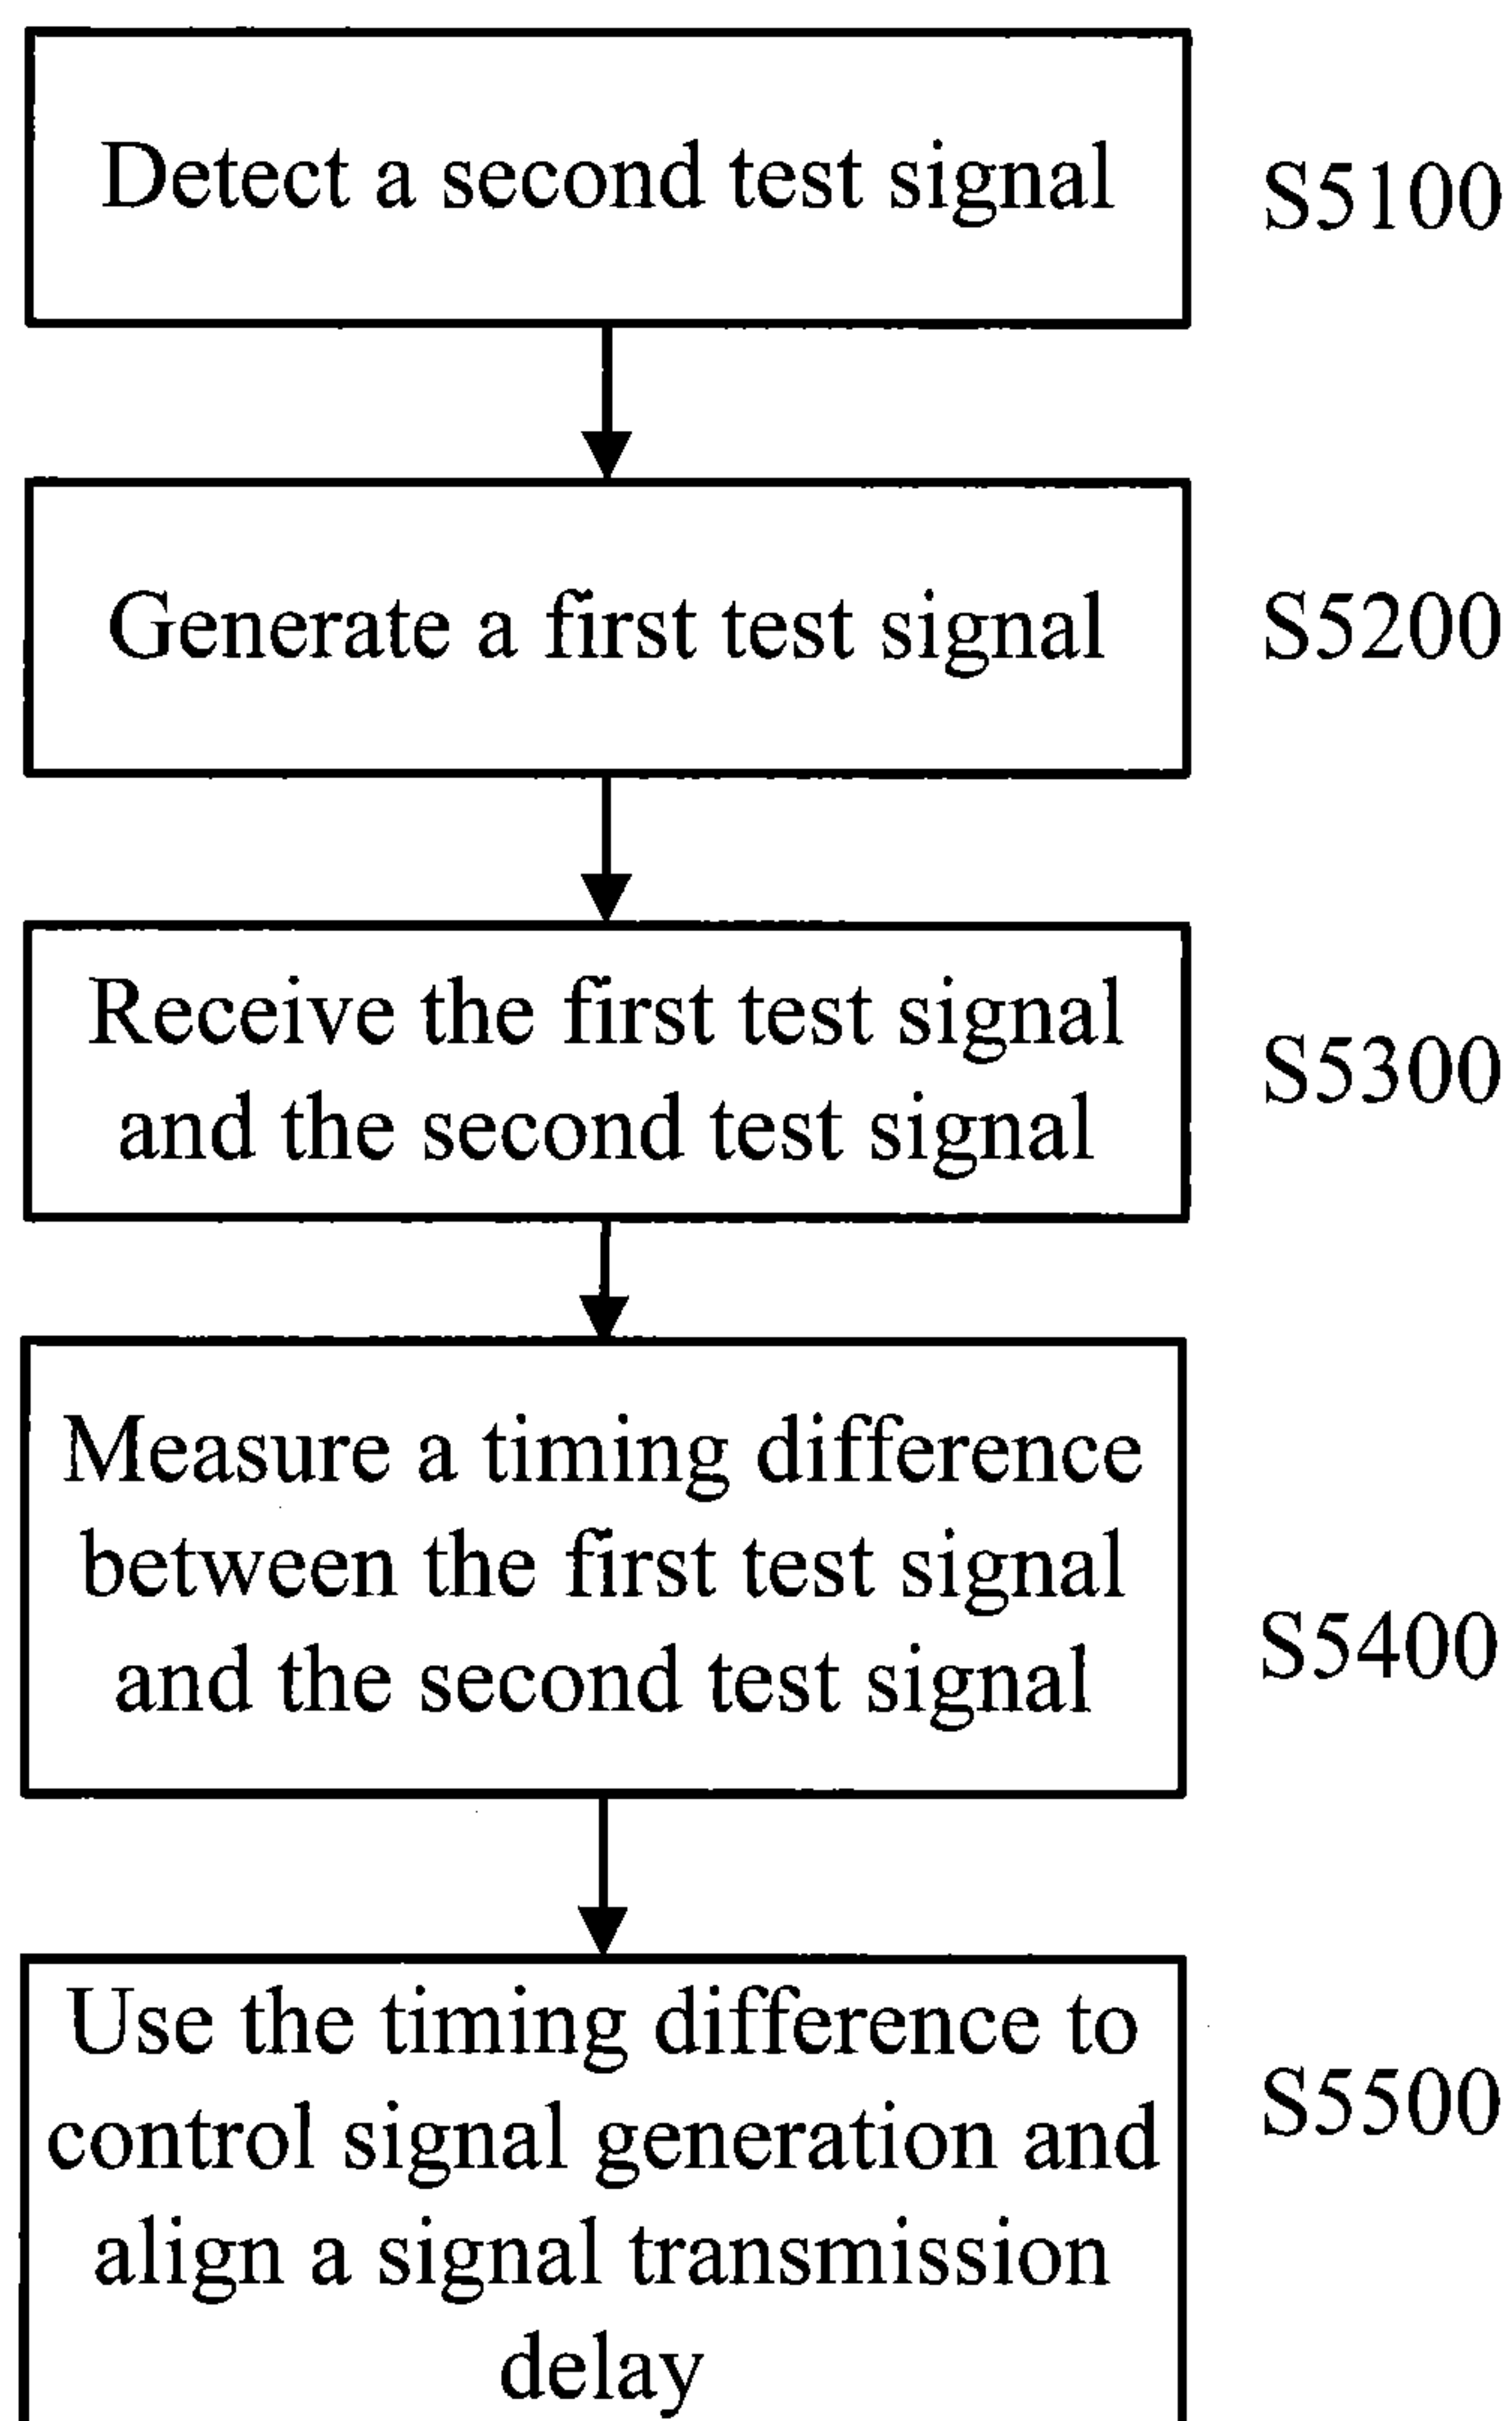 Detect a second test signal
S5100
Generate a first test signal
S5200
Receive the first test signal
and the second test signal
S5300
Measure a timing difference
between the first test signal
and the second test signal
S5400
Use the timing difference to
control signal generation and
align a signal transmission
delay
S5500